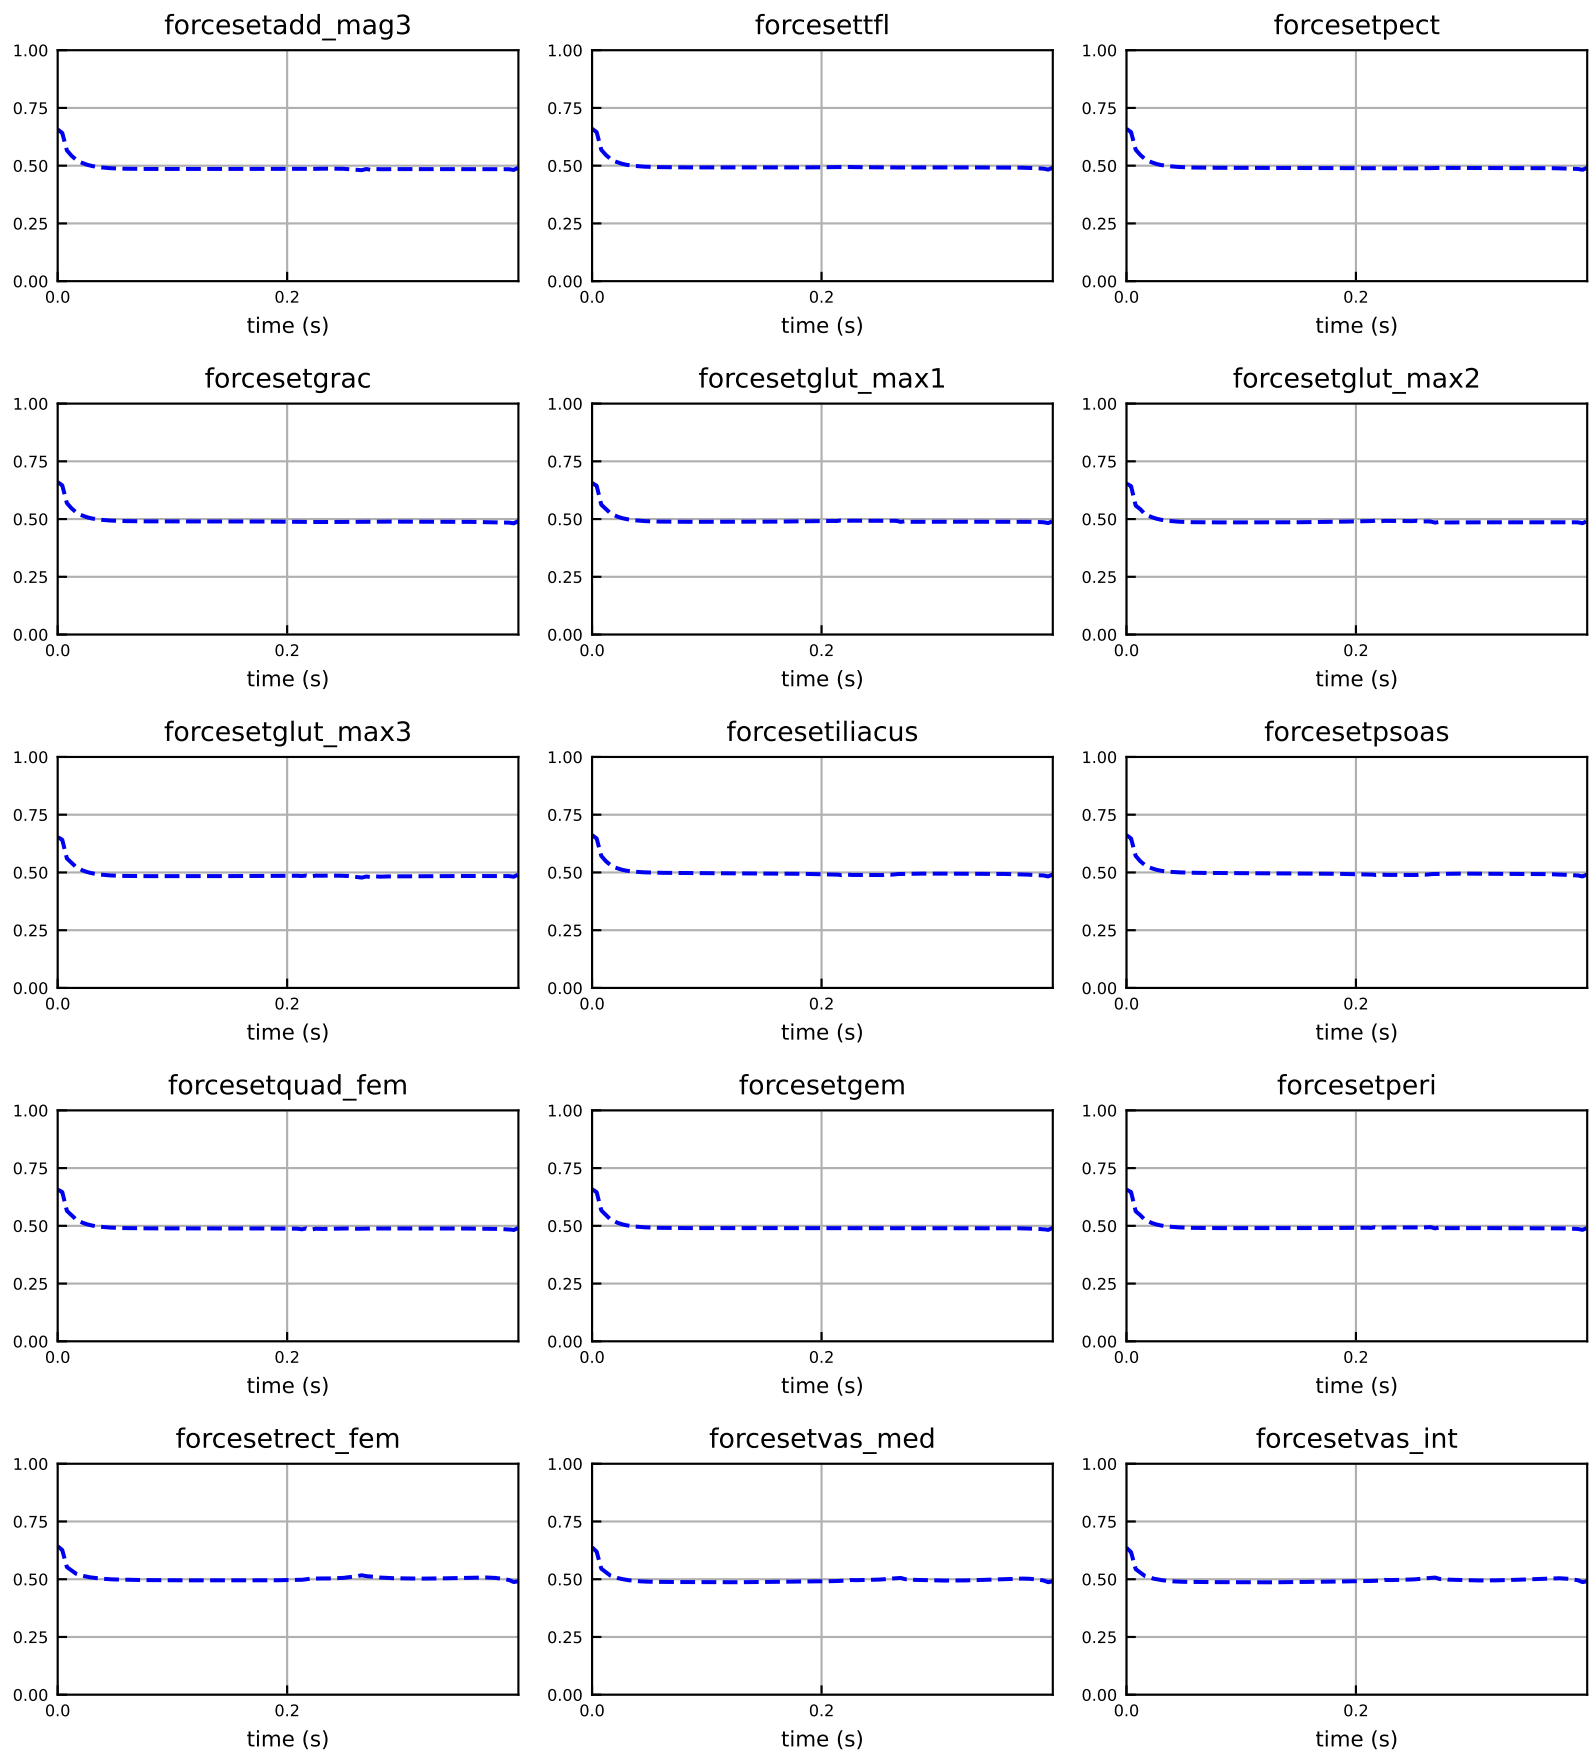 forcesetadd_mag3 forcesettfl forcesetpect
1.00 1.00 1.00
0.75 0.75 0.75
0.50 0.50 0.50
0.25 0.25 0.25
0.00 0.00 0.00
0.0 0.2 0.0 0.2 0.0 0.2
time (s) time (s) time (s)
forcesetgrac forcesetglut_max1 forcesetglut_max2
1.00 1.00 1.00
0.75 0.75 0.75
0.50 0.50 0.50
0.25 0.25 0.25
0.00 0.00 0.00
0.0 0.2 0.0 0.2 0.0 0.2
time (s) time (s) time (s)
forcesetglut_max3 forcesetiliacus forcesetpsoas
1.00 1.00 1.00
0.75 0.75 0.75
0.50 0.50 0.50
0.25 0.25 0.25
0.00 0.00 0.00
0.0 0.2 0.0 0.2 0.0 0.2
time (s) time (s) time (s)
forcesetquad_fem forcesetgem forcesetperi
1.00 1.00 1.00
0.75 0.75 0.75
0.50 0.50 0.50
0.25 0.25 0.25
0.00 0.00 0.00
0.0 0.2 0.0 0.2 0.0 0.2
time (s) time (s) time (s)
forcesetrect_fem forcesetvas_med forcesetvas_int
1.00 1.00 1.00
0.75 0.75 0.75
0.50 0.50 0.50
0.25 0.25 0.25
0.00 0.00 0.00
0.0 0.2 0.0 0.2 0.0 0.2
time (s) time (s) time (s)